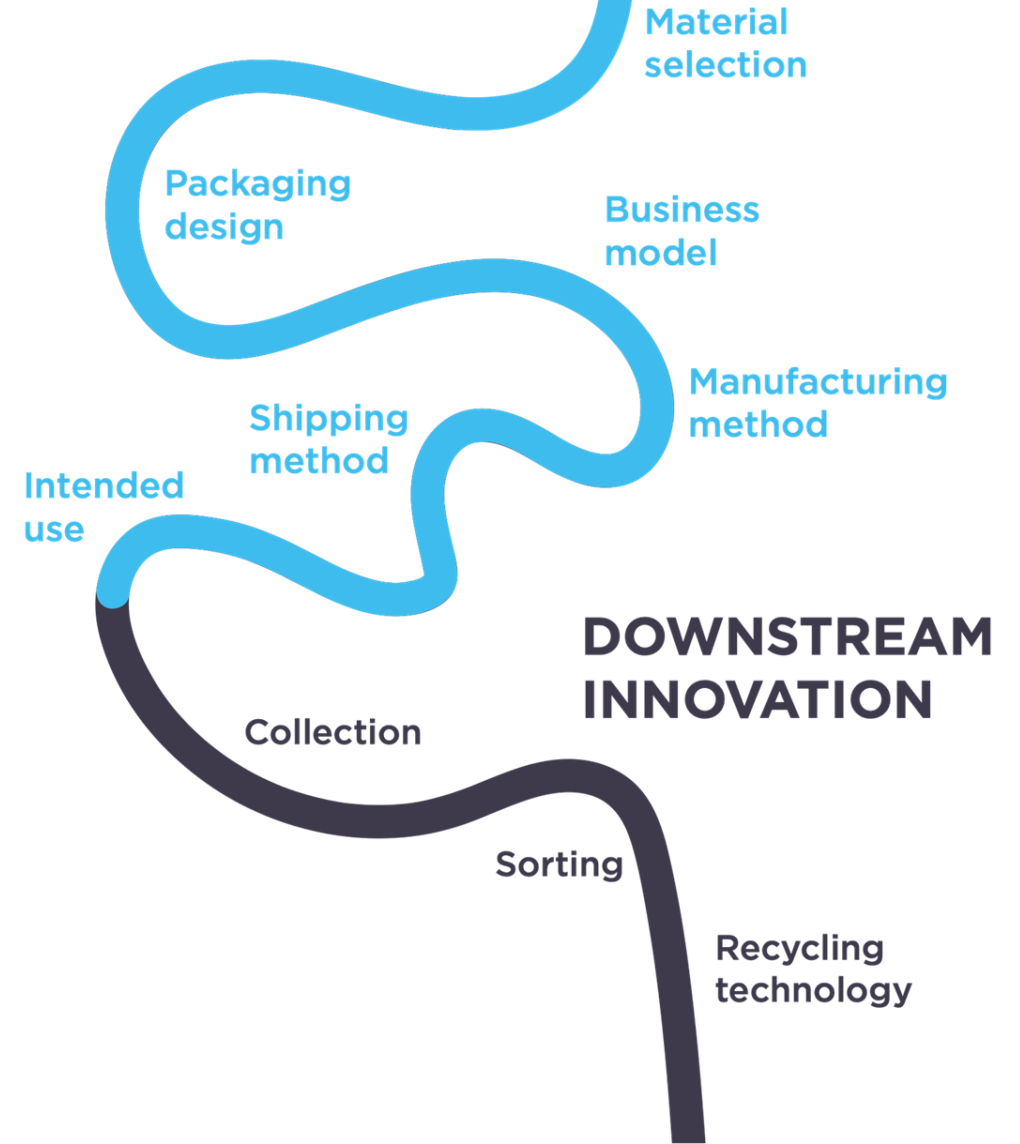 Material
selection
Packaging
design
Business
model
Manufacturing
method
Shipping
method
Intended
use
DOWNSTREAM
INNOVATION
Collection
Sorting
Recycling
technology